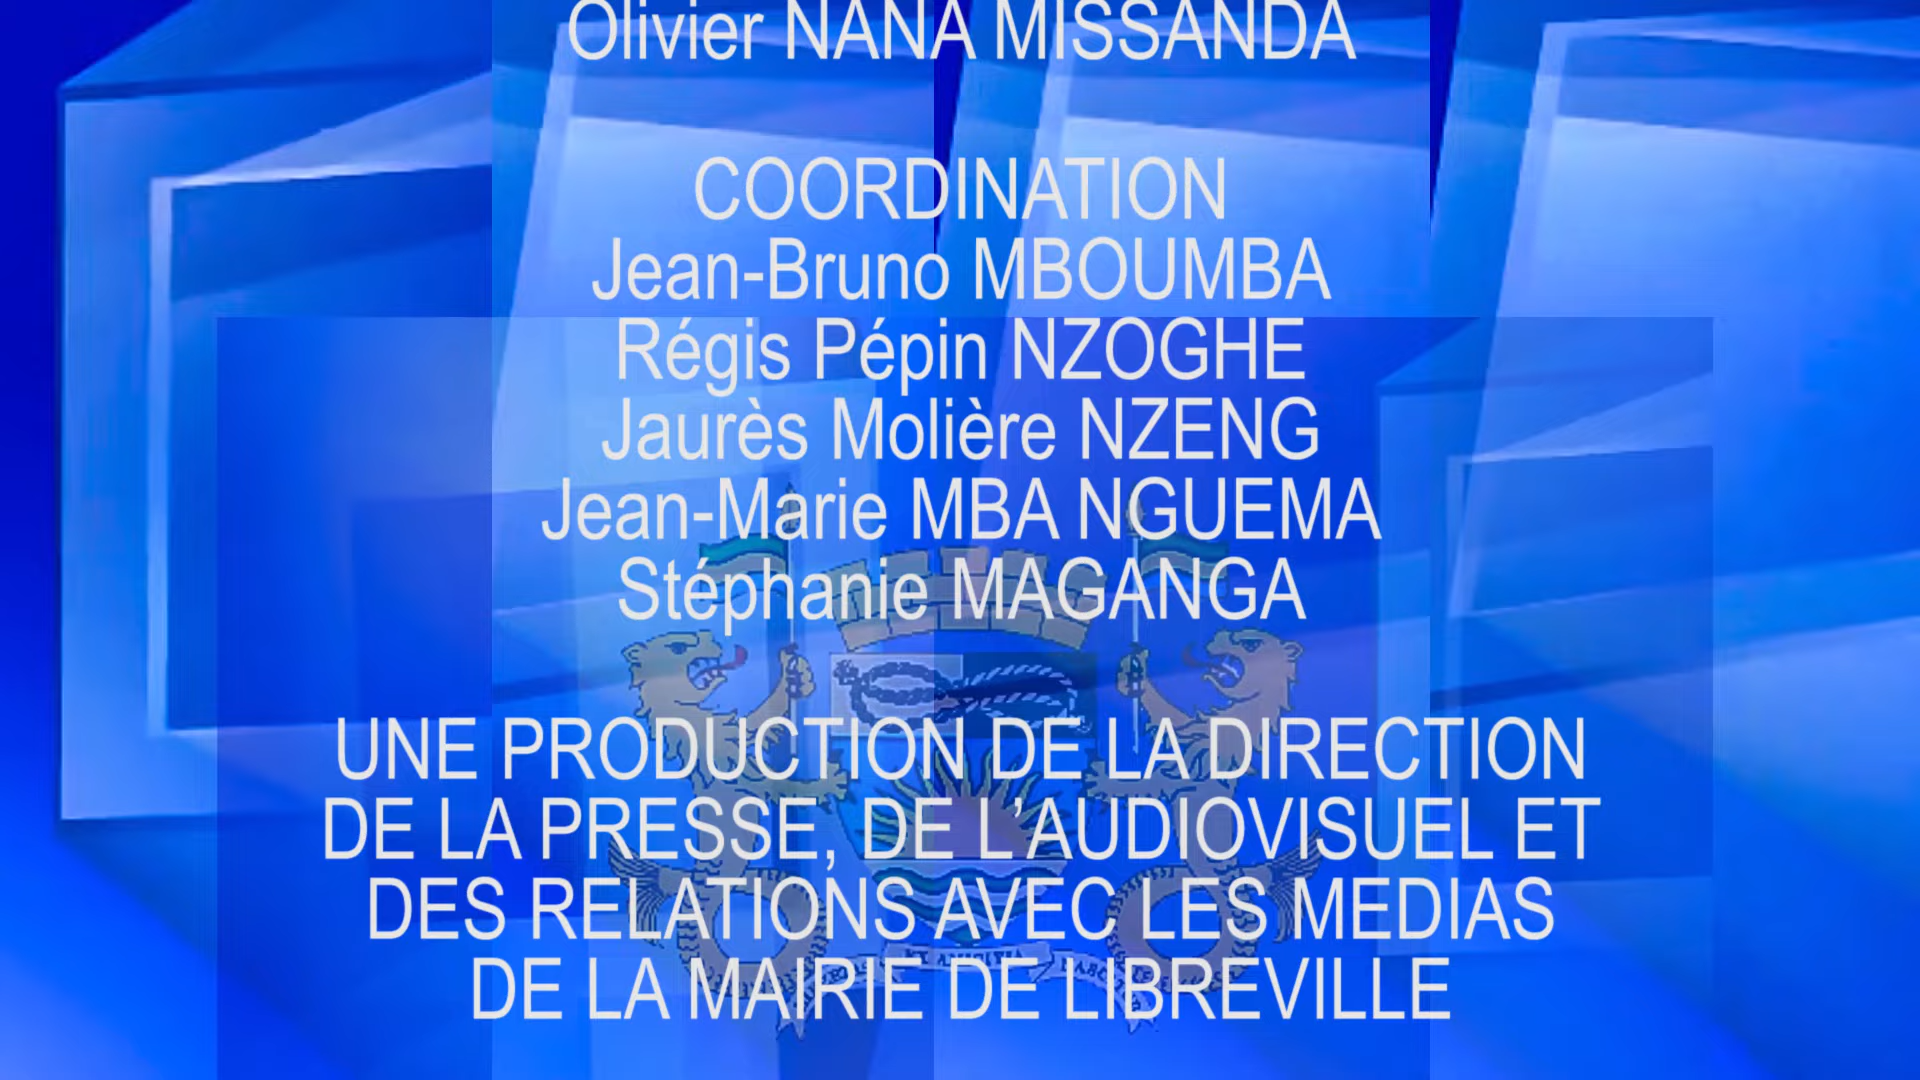 Olivier NANA MISSANDA
COORDINATION
Jean-Bruno MBOUMBA
Régis Pépin NZOGHE
Jaurès Molière NZENG
Jean-Marie MBA NGUEMA
Stéphanie MAGANGA
UNE PRODUCTION DE LA DIRECTION
DE LA PRESSE, DE L'AUDIOVISUEL ET
DES RELATIONS AVEC LES MEDIAS
DE LA MAIRIE DE LIBREVILLE